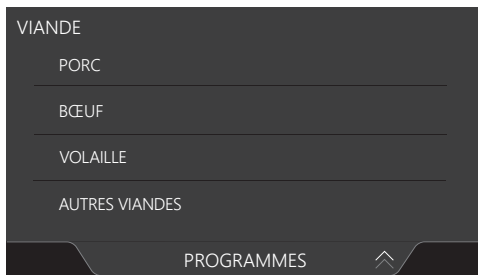 VIANDE
PORC
BŒUF
VOLAILLE
AUTRES VIANDES
PROGRAMMES